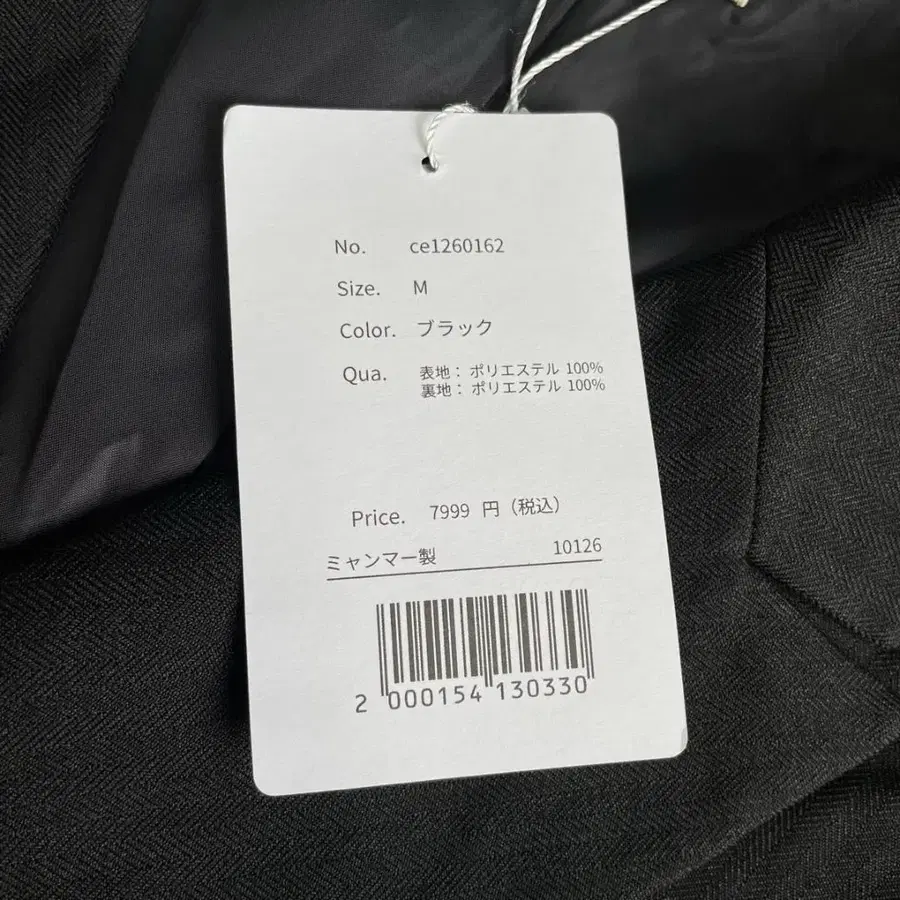 No. ce1260162
Size. M
Color. ブラック
Qua. 表地：ポリエステル 100%
裏地：ポリエステル 100%
Price. 7999 円（税込）
ミャンマー製 10126
2 000154 130330